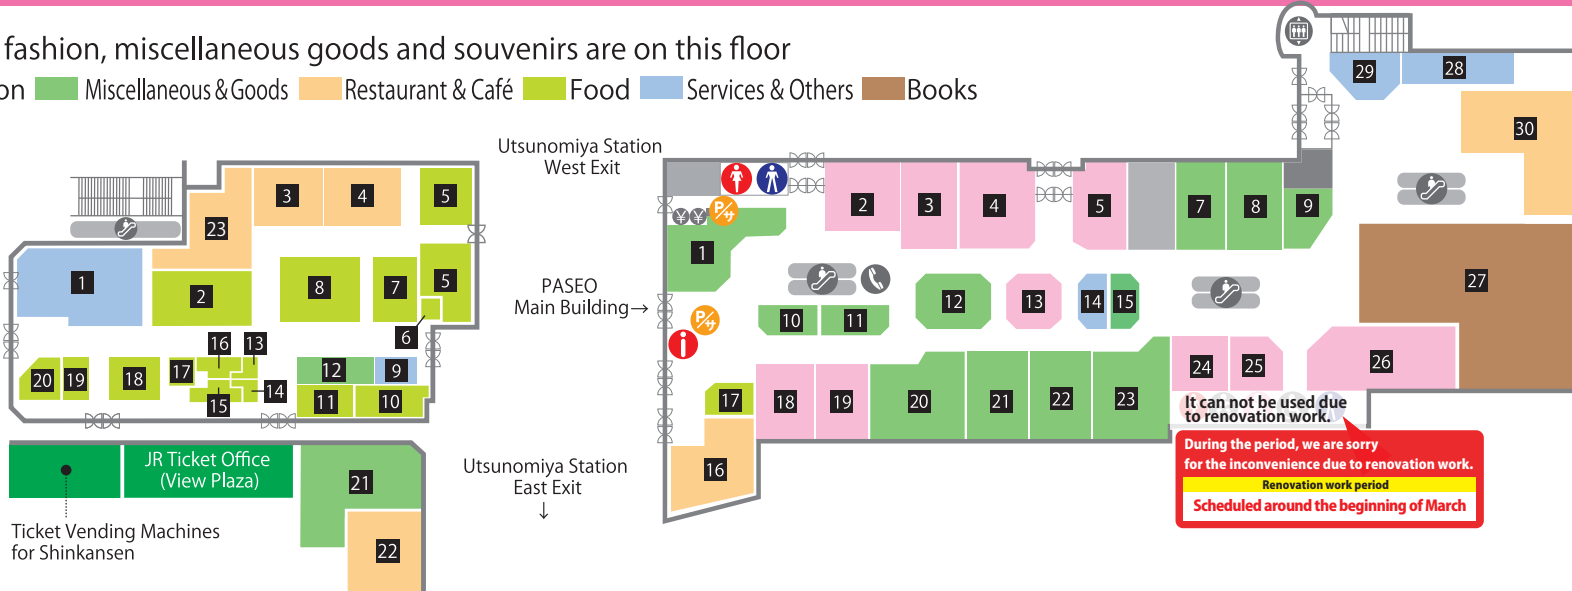 fashion, miscellaneous goods and souvenirs are on this floor
on Miscellaneous & Goods Restaurant & Café Food Services & Others Books
29 28
30
Utsunomiya Station
West Exit
3 4 5
23
2 3 4 5 7 8 9
P/サ
¥ ¥
1
1 2 8 7 5
6
PASEO
Main Building→
27
12 13 14 15
10 11
P/サ
i
16 13
20 19 18 17 12 9
14
15 11 10
24 25 26
17 18 19 20 21 22 23
16
It can not be used due
to renovation work.
During the period, we are sorry
for the inconvenience due to renovation work.
Renovation work period
Scheduled around the beginning of March
JR Ticket Office
(View Plaza)
21
Utsunomiya Station
East Exit
↓
Ticket Vending Machines
for Shinkansen
22